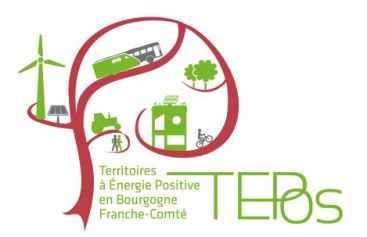 Territoires
à Énergie Positive
en Bourgogne
Franche-Comté
TEPOs